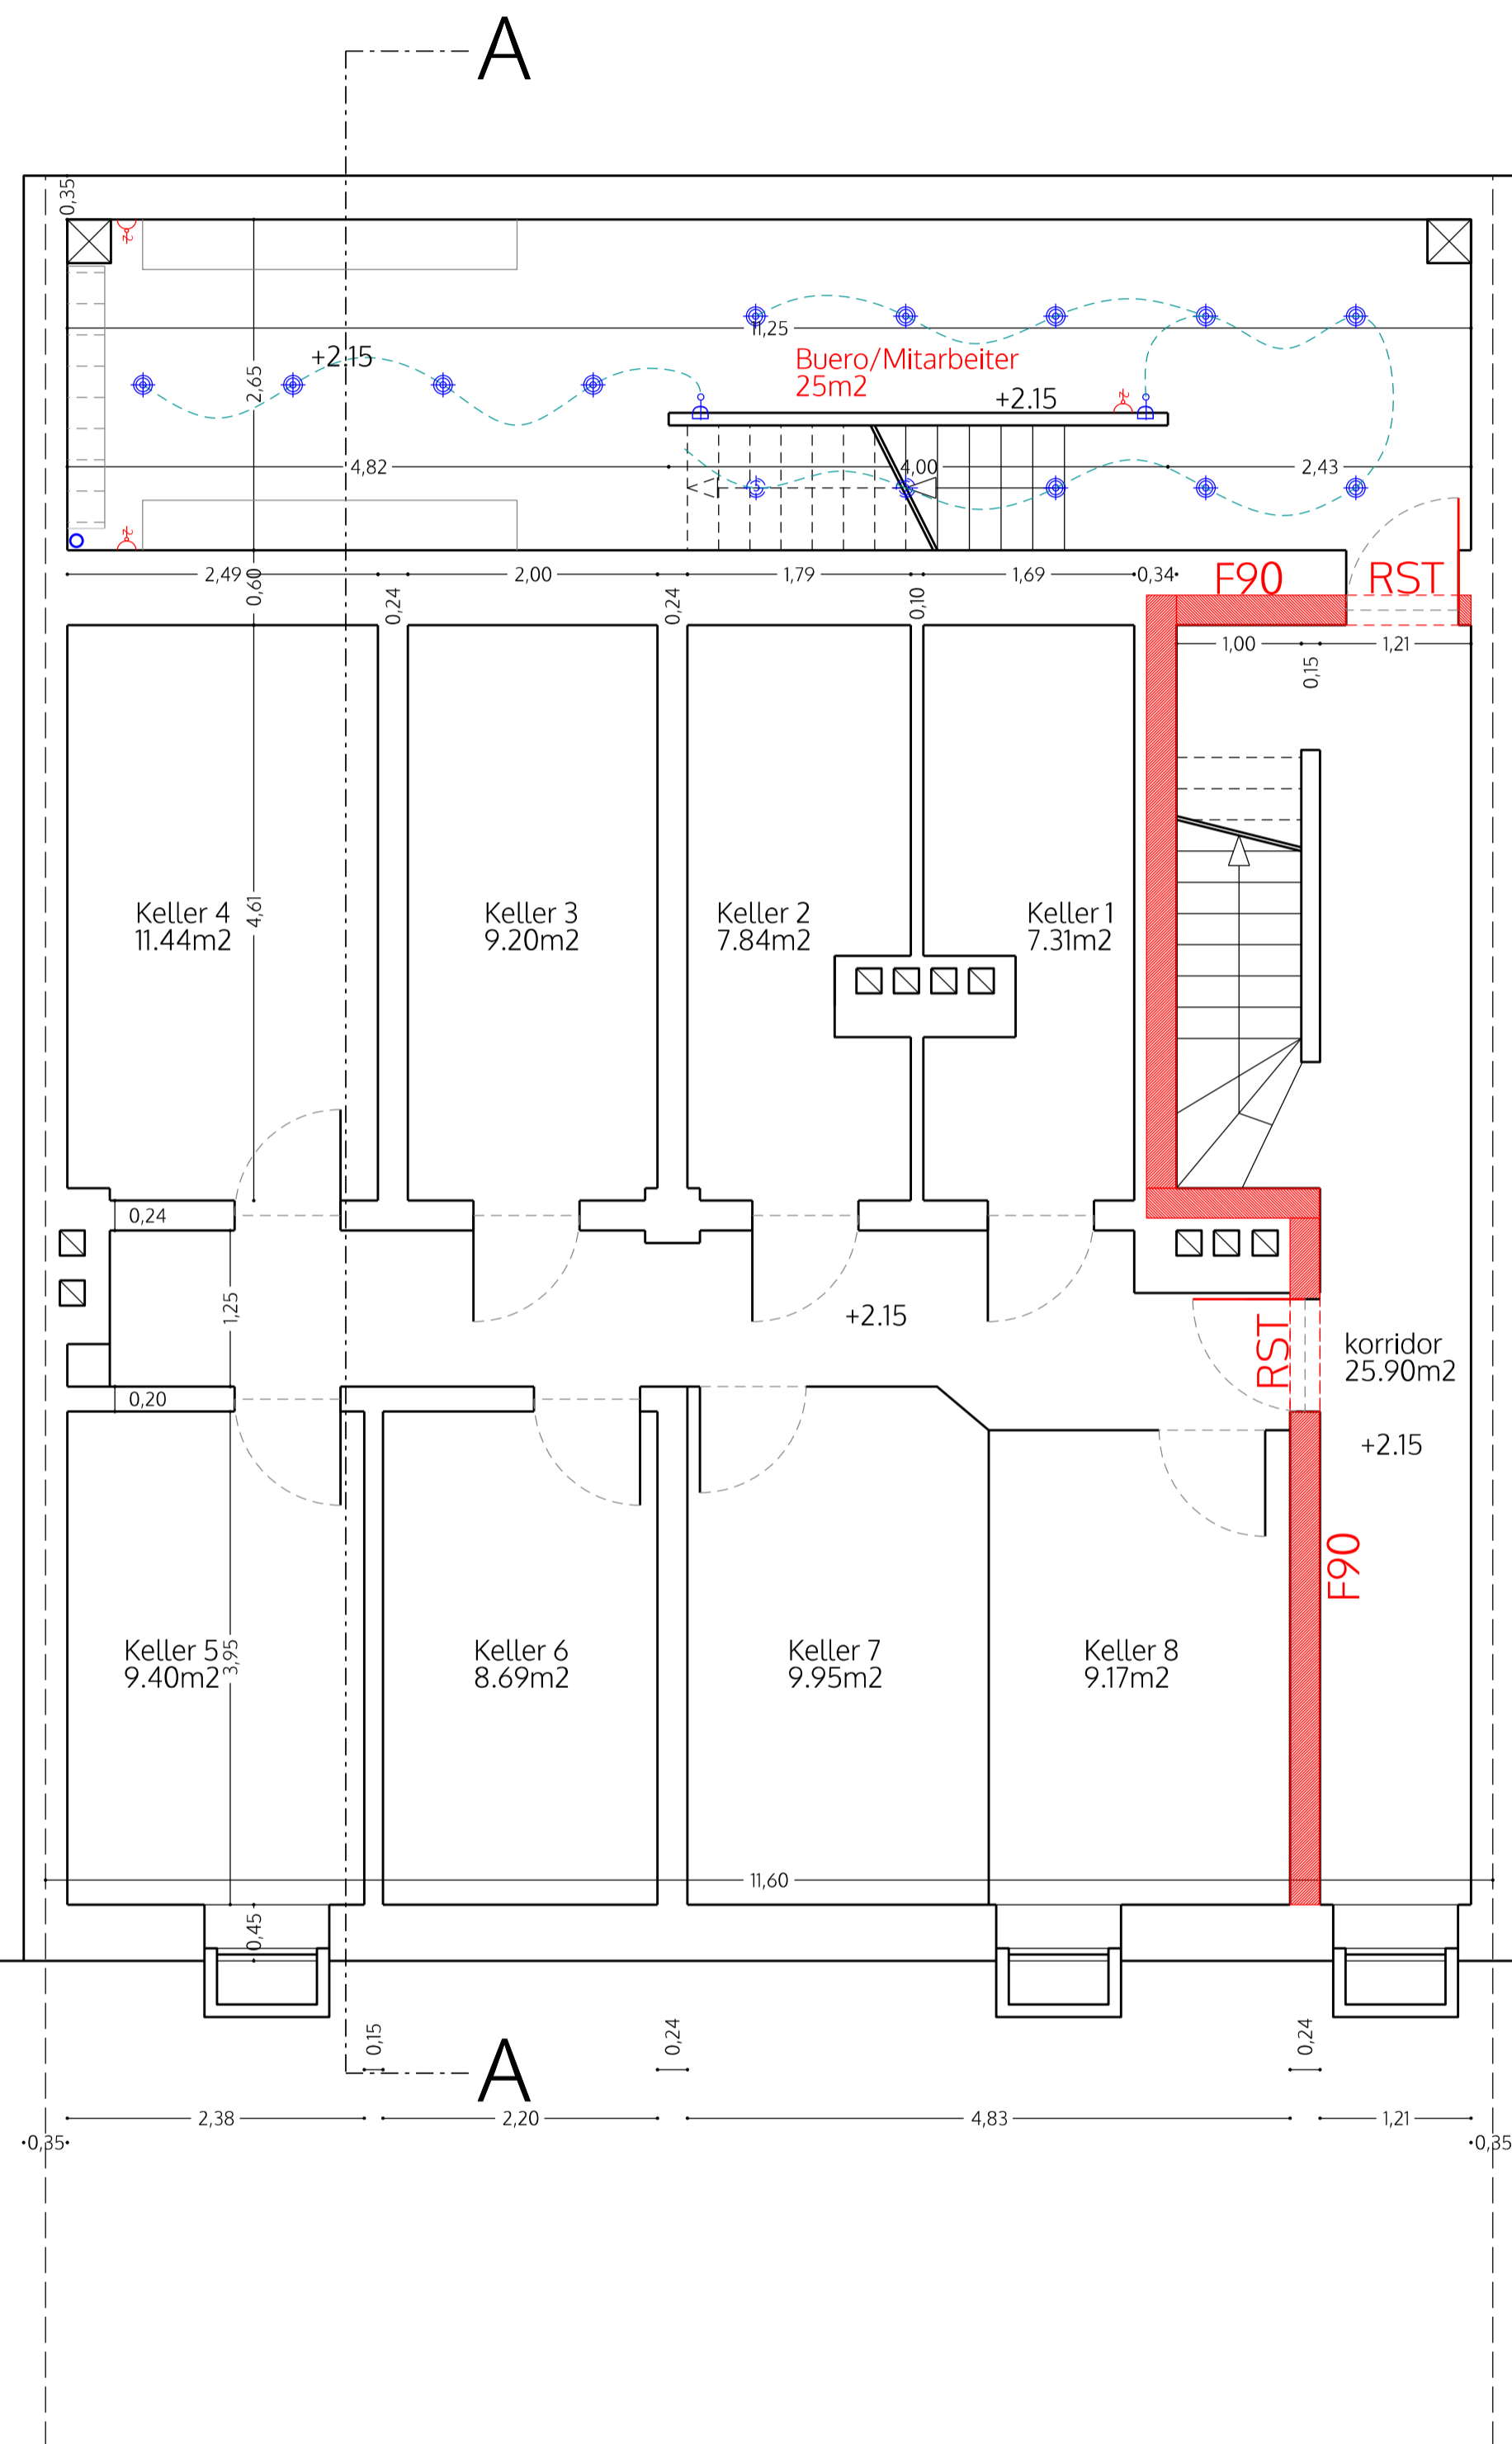 A
0,35
11,25
+2.15
Buero/Mitarbeiter
25m2
2,65
+2.15
4,82
4,00
2,43
2,49
0,60
0,24
2,00
0,24
1,79
0,10
1,69
0,34
F90
RST
1,00
0,15
1,21
Keller 4
11.44m2
4,61
Keller 3
9.20m2
Keller 2
7.84m2
Keller 1
7.31m2
0,24
1,25
+2.15
RST
korridor
25.90m2
0,20
+2.15
F90
Keller 5
9.40m2
3,95
Keller 6
8.69m2
Keller 7
9.95m2
Keller 8
9.17m2
11,60
0,45
0,15
0,24
0,24
A
2,38
2,20
4,83
1,21
0,35
0,35